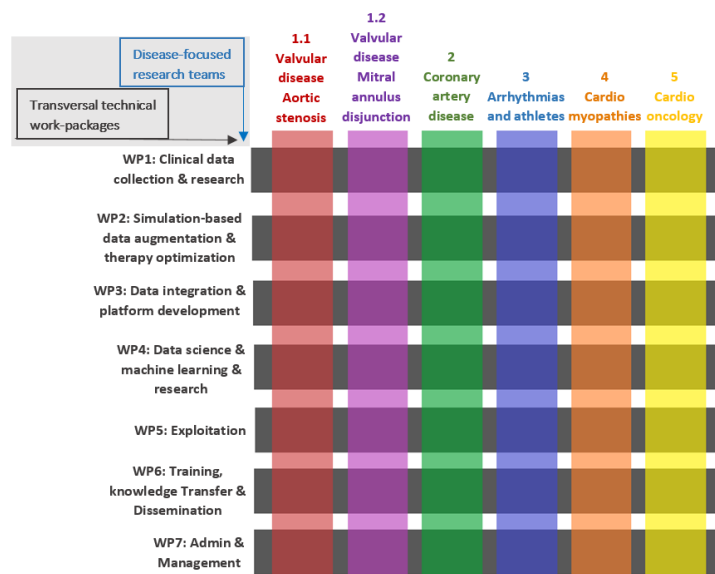 Disease-focused
research teams
Transversal technical
work-packages
1.1
Valvular
disease
Aortic
stenosis
1.2
Valvular
disease
Mitral
annulus
disjunction
2
Coronary
artery
disease
3
Arrhythmias
and athletes
4
Cardio
myopathies
5
Cardio
oncology
WP1: Clinical data
collection & research
WP2: Simulation-based
data augmentation &
therapy optimization
WP3: Data integration &
platform development
WP4: Data science &
machine learning &
research
WP5: Exploitation
WP6: Training,
knowledge Transfer &
Dissemination
WP7: Admin &
Management